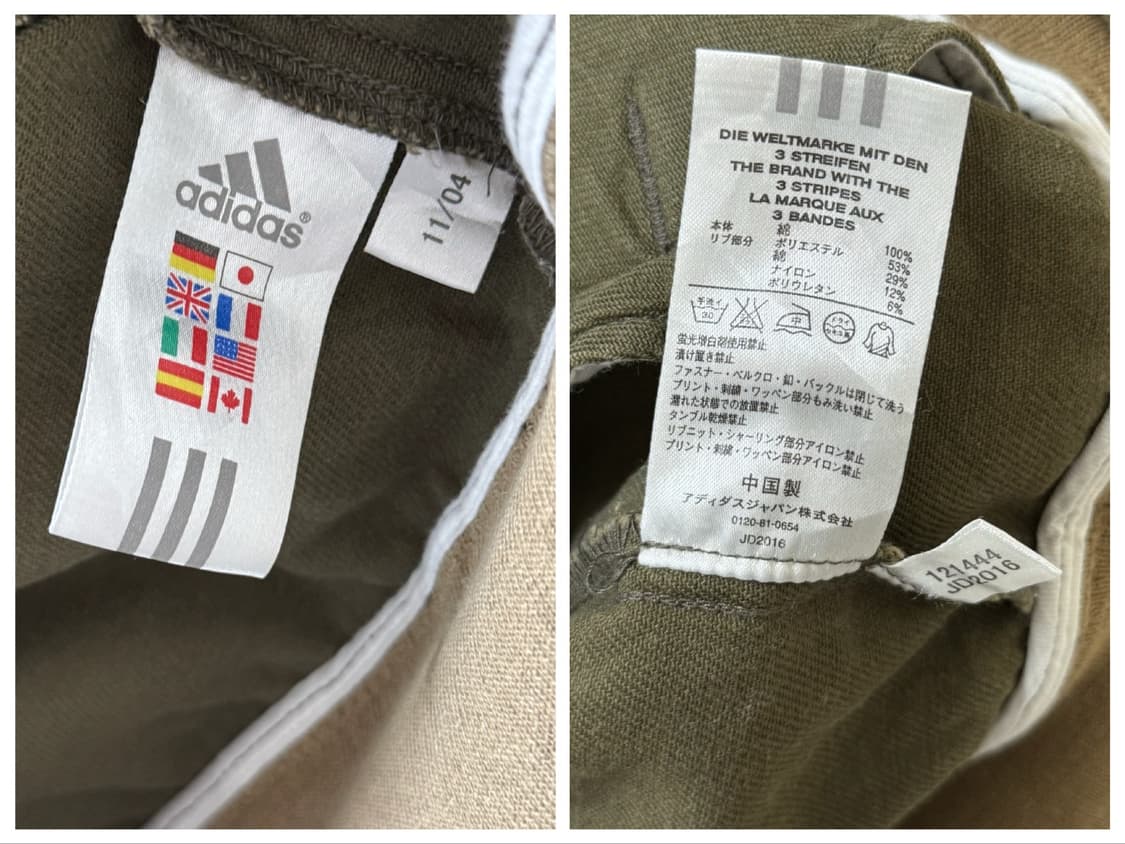 adidas®
11/04
DIE WELTMARKE MIT DEN
3 STREIFEN
THE BRAND WITH THE
3 STRIPES
LA MARQUE AUX
3 BANDES
本体 綿 100%
リブ部分 ポリエステル 53%
綿 29%
ナイロン 12%
ポリウレタン 6%
手洗イ
30
中
ドライ
蛍光増白剤使用禁止
漬け置き禁止
ファスナー・ベルクロ・釦・バックルは閉じて洗う
プリント・刺繍・ワッペン部分もみ洗い禁止
濡れた状態での放置禁止
タンブル乾燥禁止
リブニット・シャーリング部分アイロン禁止
プリント・刺繍・ワッペン部分アイロン禁止
中国製
アディダスジャパン株式会社
0120-81-0654
JD2016
121444
JD2016